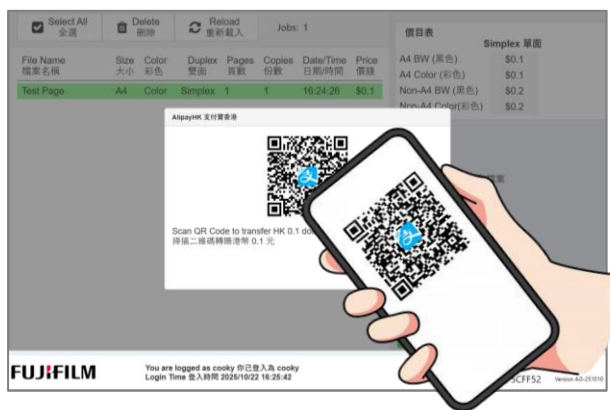 Select All
全選
Delete
刪除
Reload
重新載入
Jobs: 1
價目表
Simplex 單面
A4 BW (黑色) $0.1
A4 Color (彩色) $0.1
Non-A4 BW (黑色) $0.2
Non-A4 Color(彩色) $0.2
File Name Size Color Duplex Pages Copies Date/Time Price
檔案名稱 大小 彩色 雙面 頁數 份數 日期/時間 價錢
Test Page A4 Color Simplex 1 1 16:24:26 $0.1
AlipayHK 支付寶香港
Scan QR Code to transfer HK 0.1
掃描二維碼轉賬港幣 0.1 元
檔案
FUJIFILM
You are logged as cooky 你已登入為 cooky
Login Time 登入時間 2025/10/22 16:25:42
CFF52
Version 4.0-251010